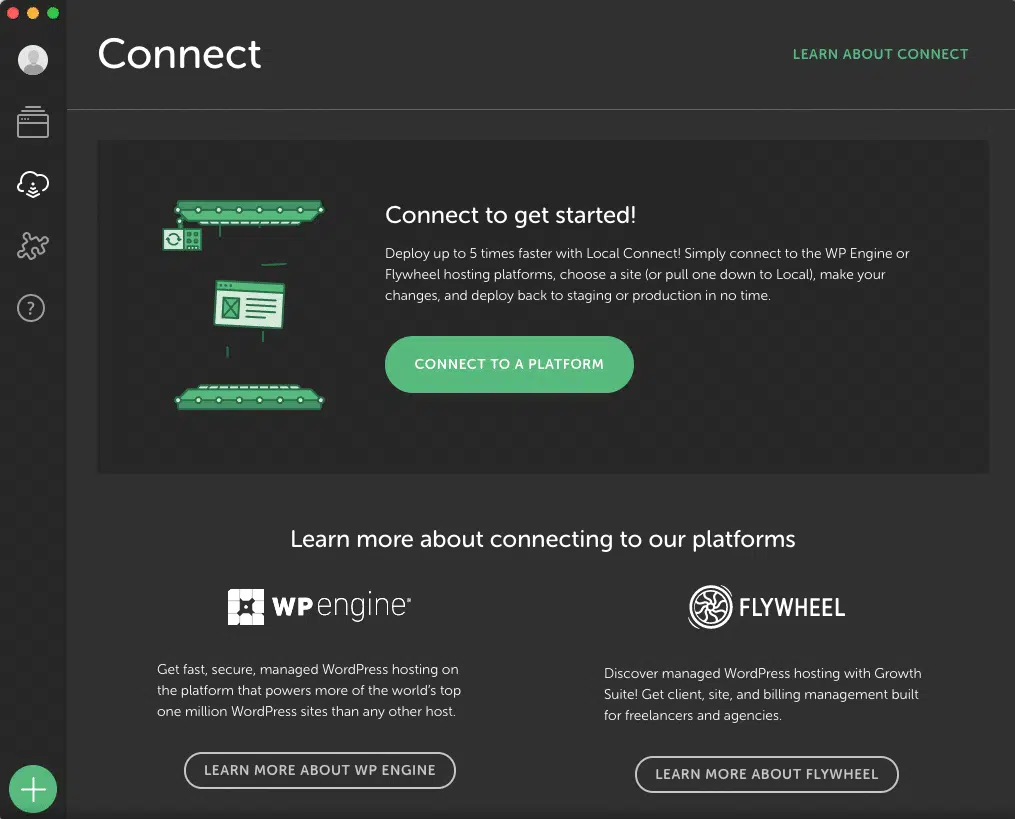 Connect
LEARN ABOUT CONNECT
Connect to get started!
Deploy up to 5 times faster with Local Connect! Simply connect to the WP Engine or
Flywheel hosting platforms, choose a site (or pull one down to Local), make your
changes, and deploy back to staging or production in no time.
CONNECT TO A PLATFORM
?
Learn more about connecting to our platforms
WP engine®
Get fast, secure, managed WordPress hosting on
the platform that powers more of the world's top
one million WordPress sites than any other host.
LEARN MORE ABOUT WP ENGINE
FLYWHEEL
Discover managed WordPress hosting with Growth
Suite! Get client, site, and billing management built
for freelancers and agencies.
LEARN MORE ABOUT FLYWHEEL